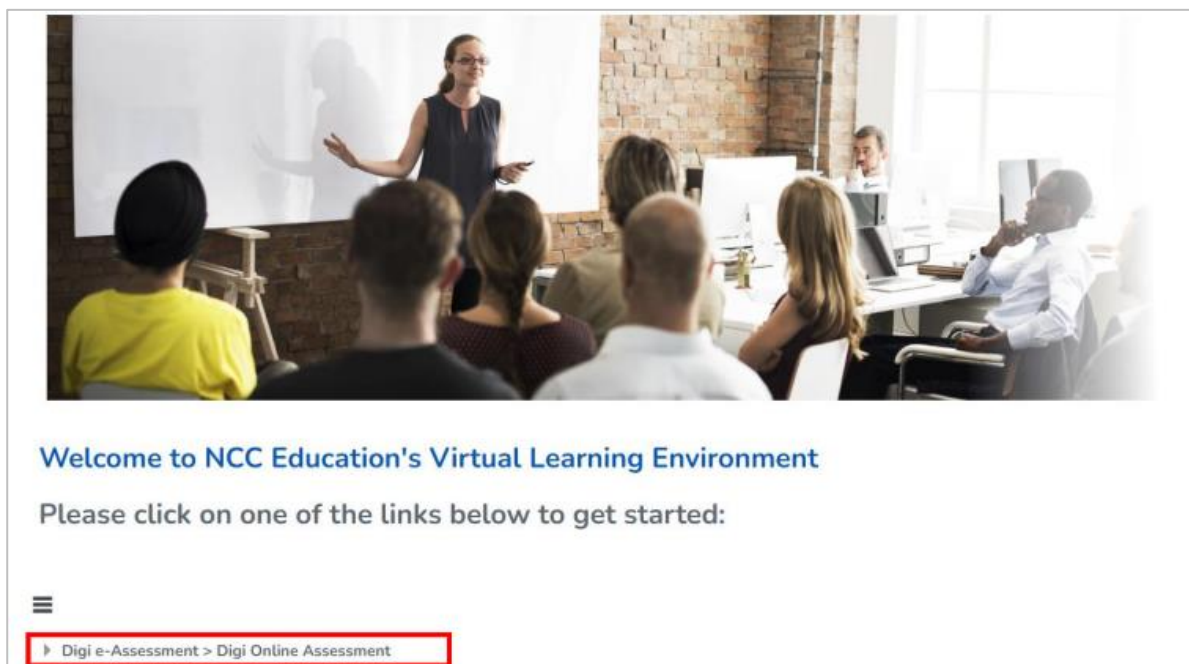 Welcome to NCC Education's Virtual Learning Environment
Please click on one of the links below to get started:
Digi e-Assessment > Digi Online Assessment